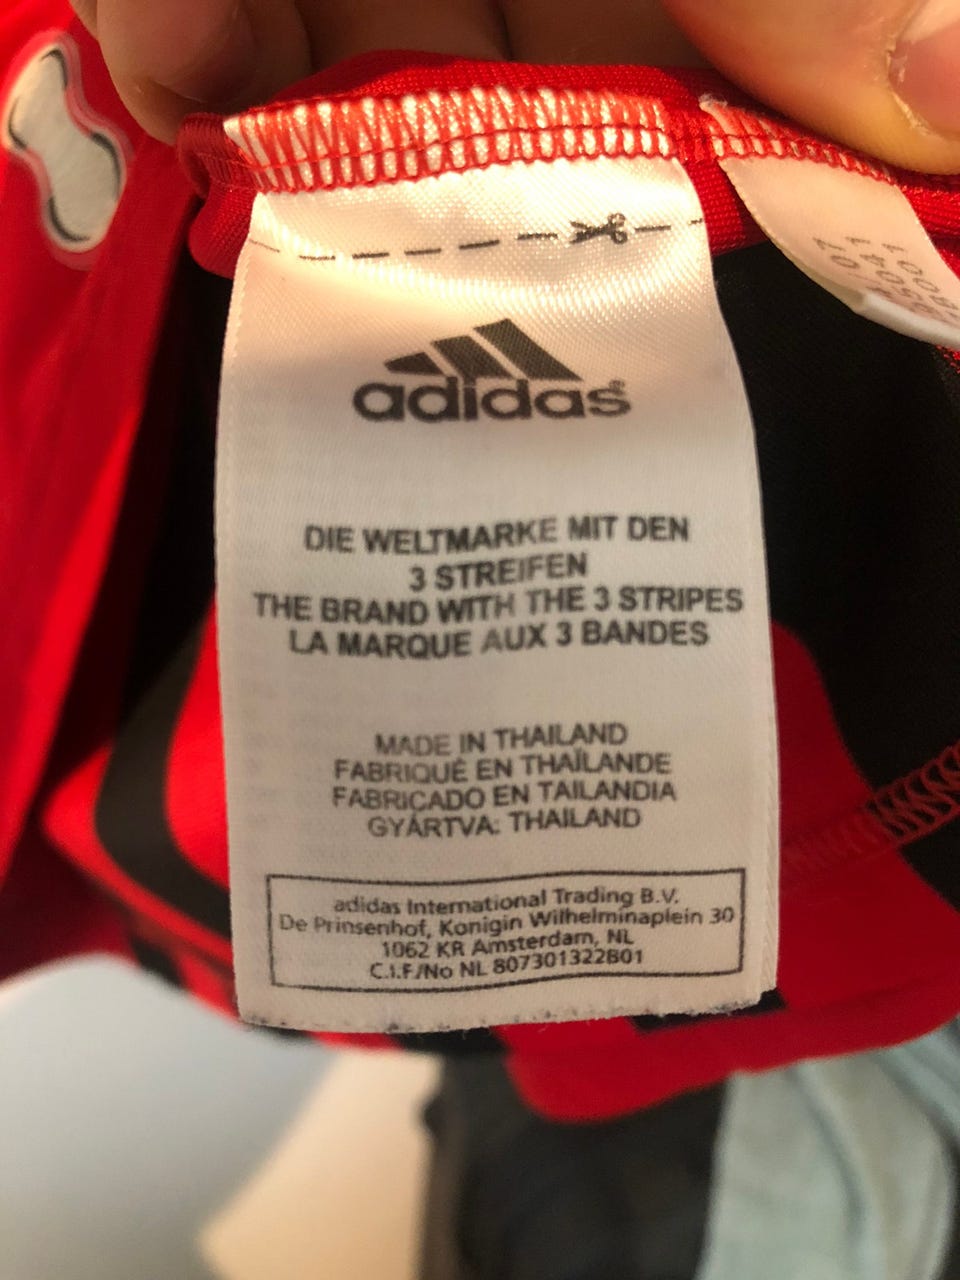 adidas®
DIE WELTMARKE MIT DEN
3 STREIFEN
THE BRAND WITH THE 3 STRIPES
LA MARQUE AUX 3 BANDES
MADE IN THAILAND
FABRIQUÉ EN THAÏLANDE
FABRICADO EN TAILANDIA
GYÁRTVA: THAILAND
adidas International Trading B.V.
De Prinsenhof, Konigin Wilhelminaplein 30
1062 KR Amsterdam, NL
C.I.F/No NL 807301322B01